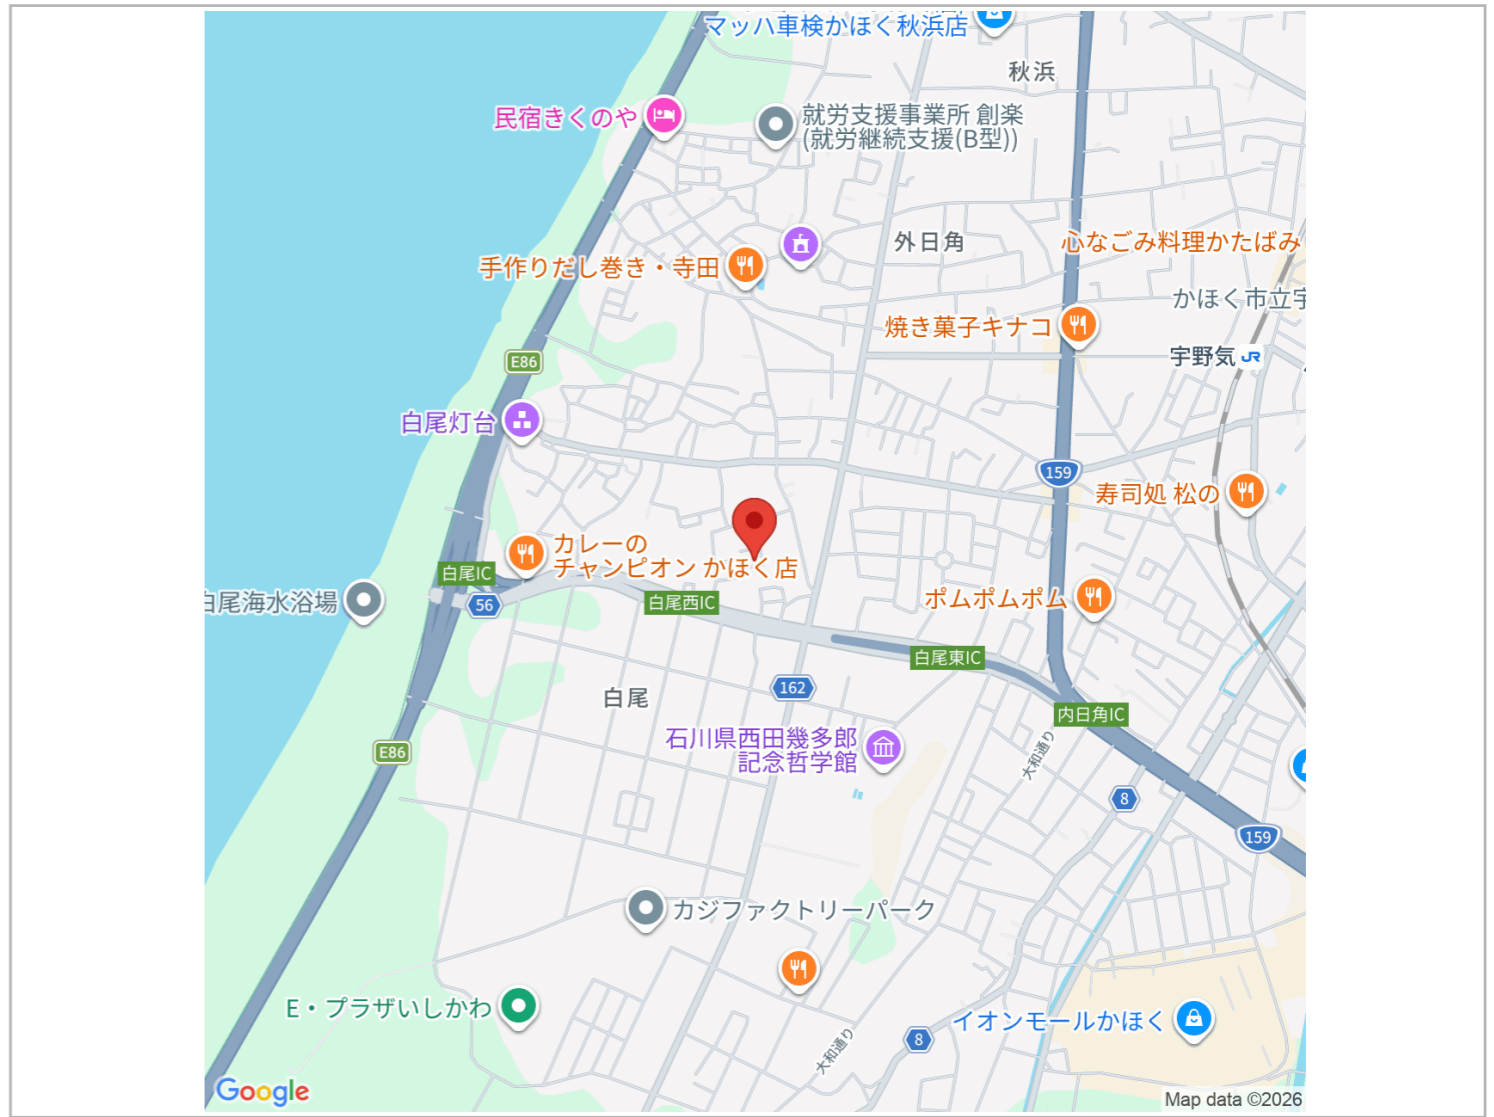 マッハ車検かほく秋浜店
秋浜
民宿きくのや
就労支援事業所 創楽
(就労継続支援(B型))
外日角
心なごみ料理かたばみ
手作りだし巻き・寺田
かほく市立宇
焼き菓子キナコ
宇野気 JR
E86
白尾灯台
159
寿司処 松の
カレーの
チャンピオン かほく店
白尾IC
白尾海水浴場
56
白尾西IC
ポムポムポム
白尾東IC
162
白尾
内日角IC
石川県西田幾多郎
記念哲学館
大和通り
E86
8
159
カジファクトリーパーク
E・プラザいしかわ
イオンモールかほく
8
大和通り
Google
Map data ©2026